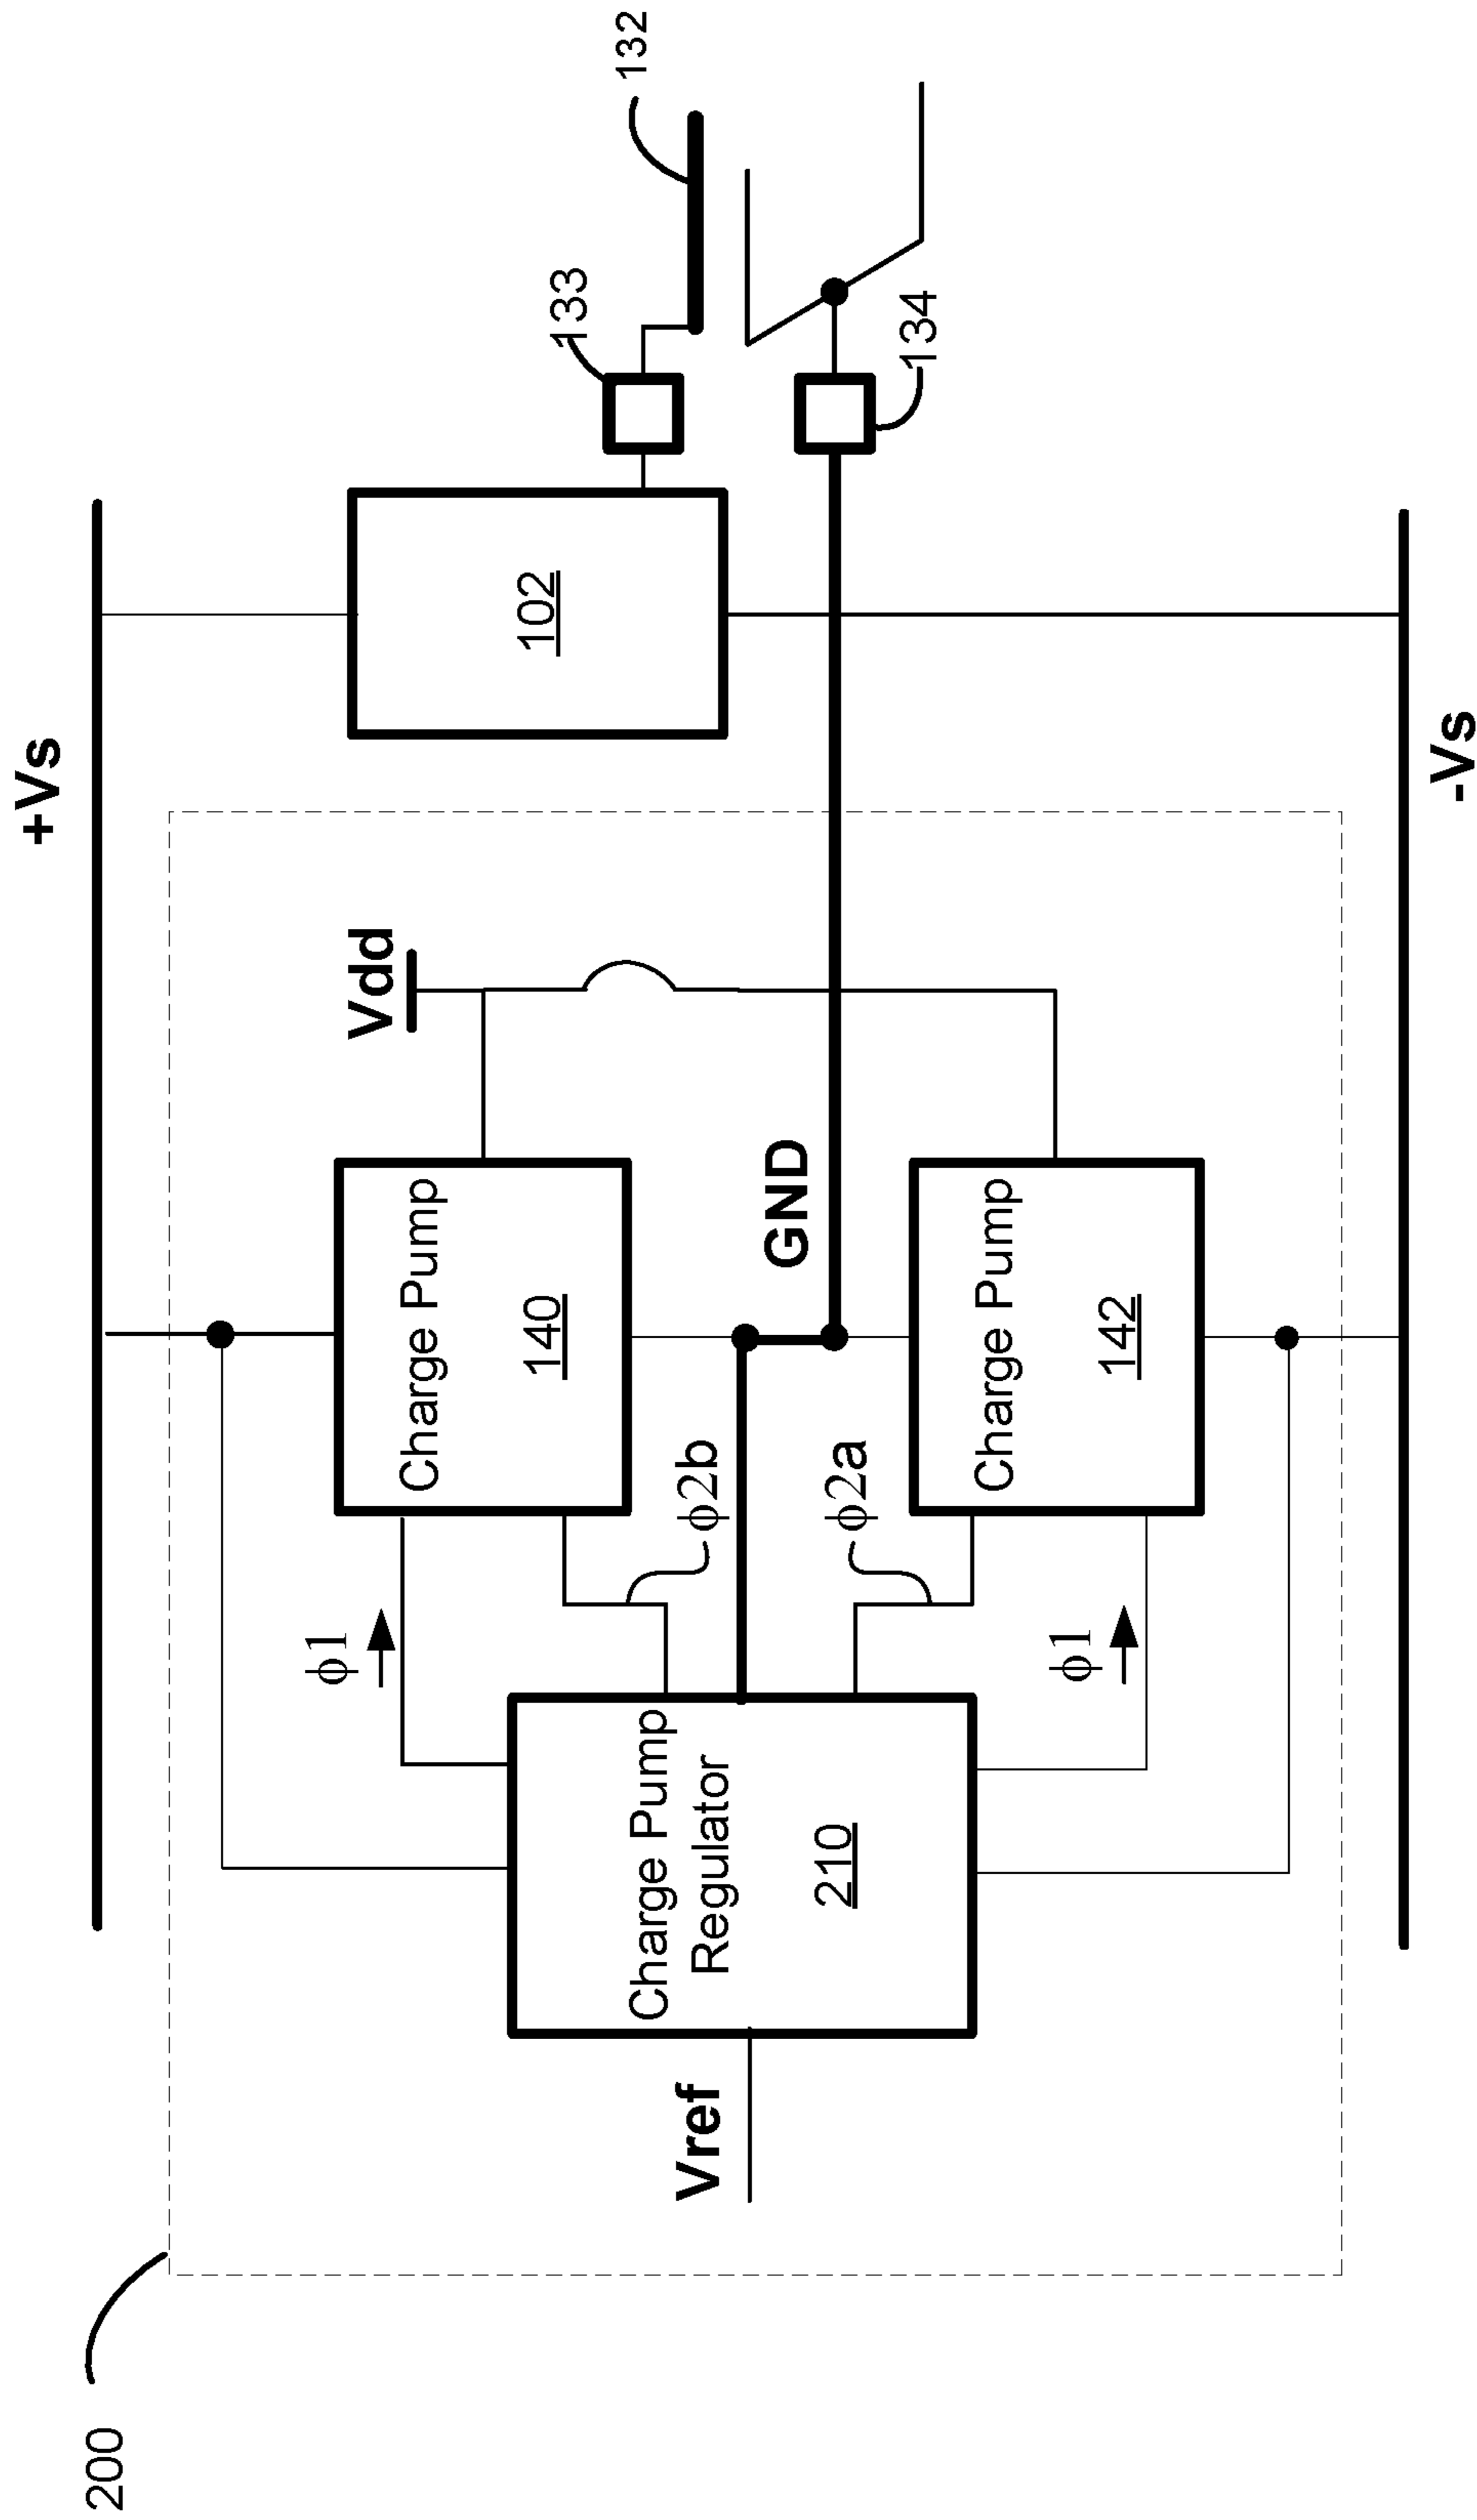 200
+Vs
Vref
Charge Pump
Regulator
210
ϕ1
ϕ2b
ϕ2a
ϕ1
Charge Pump
140
Charge Pump
142
GND
Vdd
102
133
134
132
-Vs